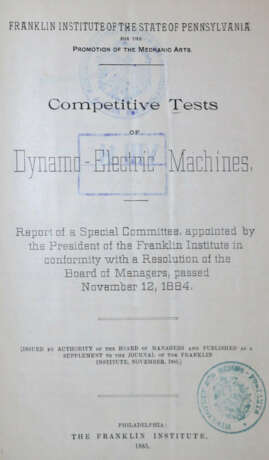 FRANKLIN INSTITUTE OF THE STATE OF PENNSYLVANIA
FOR THE
PROMOTION OF THE MECHANIC ARTS.
Competitive Tests
OF
Dynamo-Electric-Machines.
Report of a Special Committee, appointed by
the President of the Franklin Institute in
conformity with a Resolution of the
Board of Managers, passed
November 12, 1884.
[ISSUED BY AUTHORITY OF THE BOARD OF MANAGERS AND PUBLISHED AS A
SUPPLEMENT TO THE JOURNAL OF THE FRANKLIN
INSTITUTE, NOVEMBER, 1885.]
PHILADELPHIA:
THE FRANKLIN INSTITUTE,
1885.